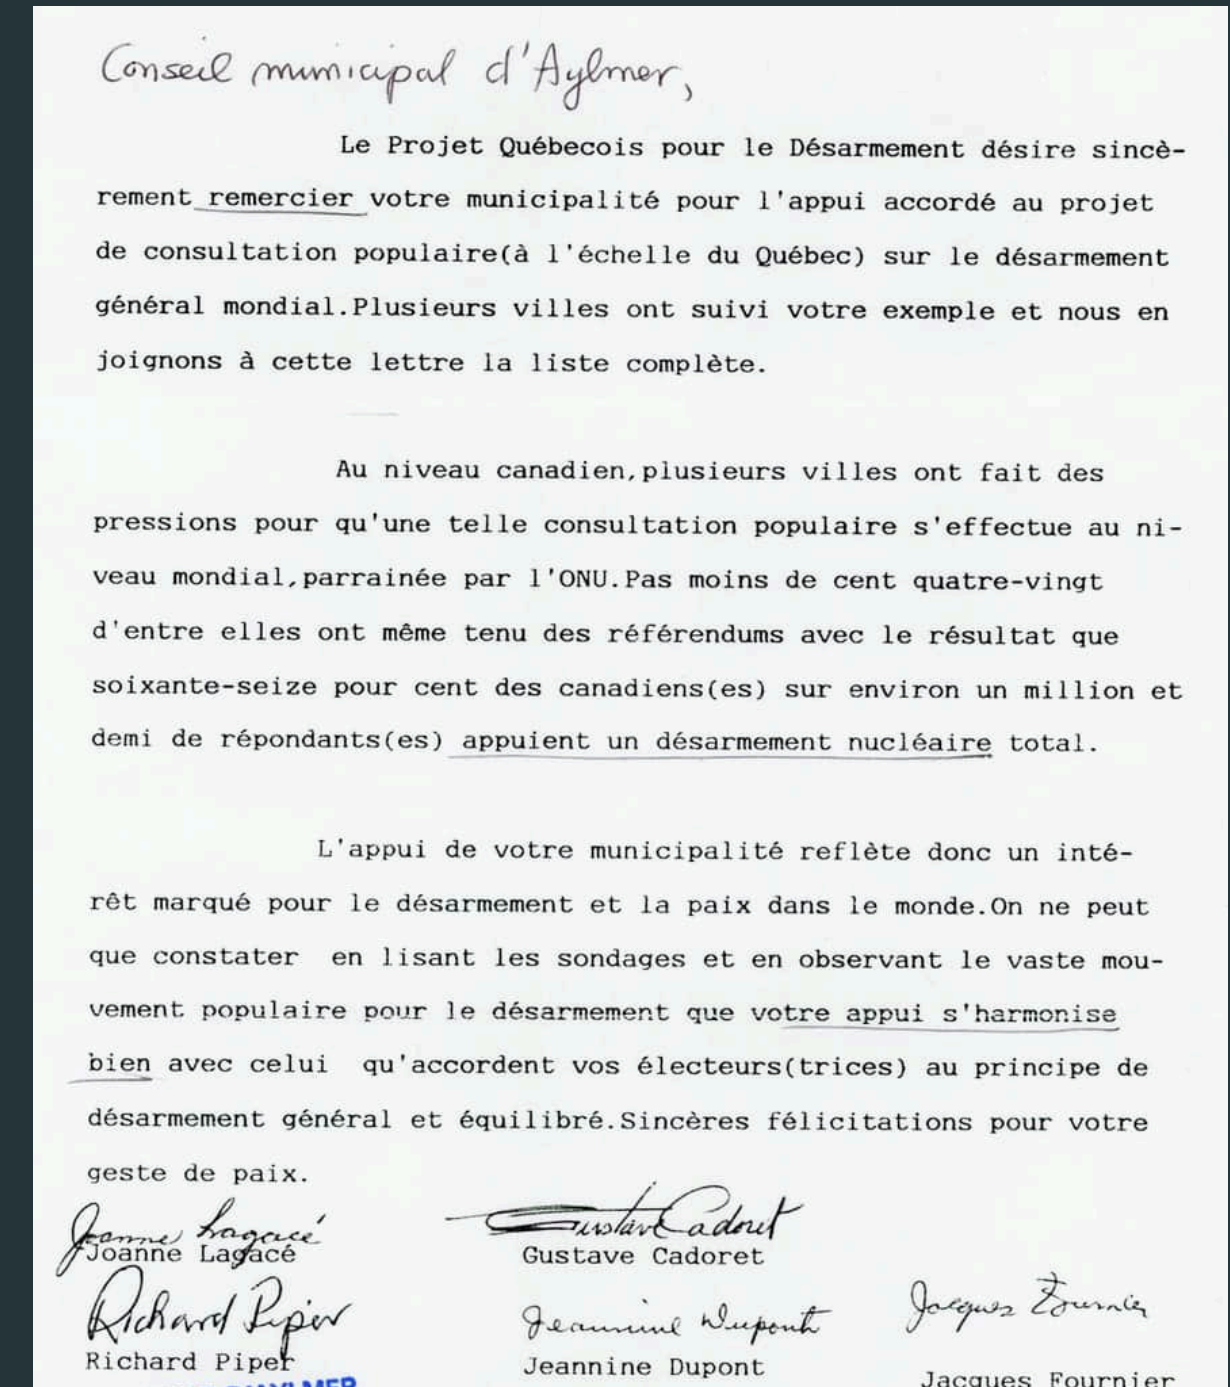 Conseil municipal d'Aylmer,
Le Projet Québecois pour le Désarmement désire sincè-
rement remercier votre municipalité pour l'appui accordé au projet
de consultation populaire(à l'échelle du Québec) sur le désarmement
général mondial.Plusieurs villes ont suivi votre exemple et nous en
joignons à cette lettre la liste complète.
Au niveau canadien,plusieurs villes ont fait des
pressions pour qu'une telle consultation populaire s'effectue au ni-
veau mondial,parrainée par l'ONU.Pas moins de cent quatre-vingt
d'entre elles ont même tenu des référendums avec le résultat que
soixante-seize pour cent des canadiens(es) sur environ un million et
demi de répondants(es) appuient un désarmement nucléaire total.
L'appui de votre municipalité reflète donc un inté-
rêt marqué pour le désarmement et la paix dans le monde.On ne peut
que constater en lisant les sondages et en observant le vaste mou-
vement populaire pour le désarmement que votre appui s'harmonise
bien avec celui qu'accordent vos électeurs(trices) au principe de
désarmement général et équilibré.Sincères félicitations pour votre
geste de paix.
Joanne Lagacé Gustave Cadoret
Joanne Lagacé Gustave Cadoret
Richard Piper Jeannine Dupont Jacques Fournier
Richard Piper Jeannine Dupont Jacques Fournier
D'AYLMER